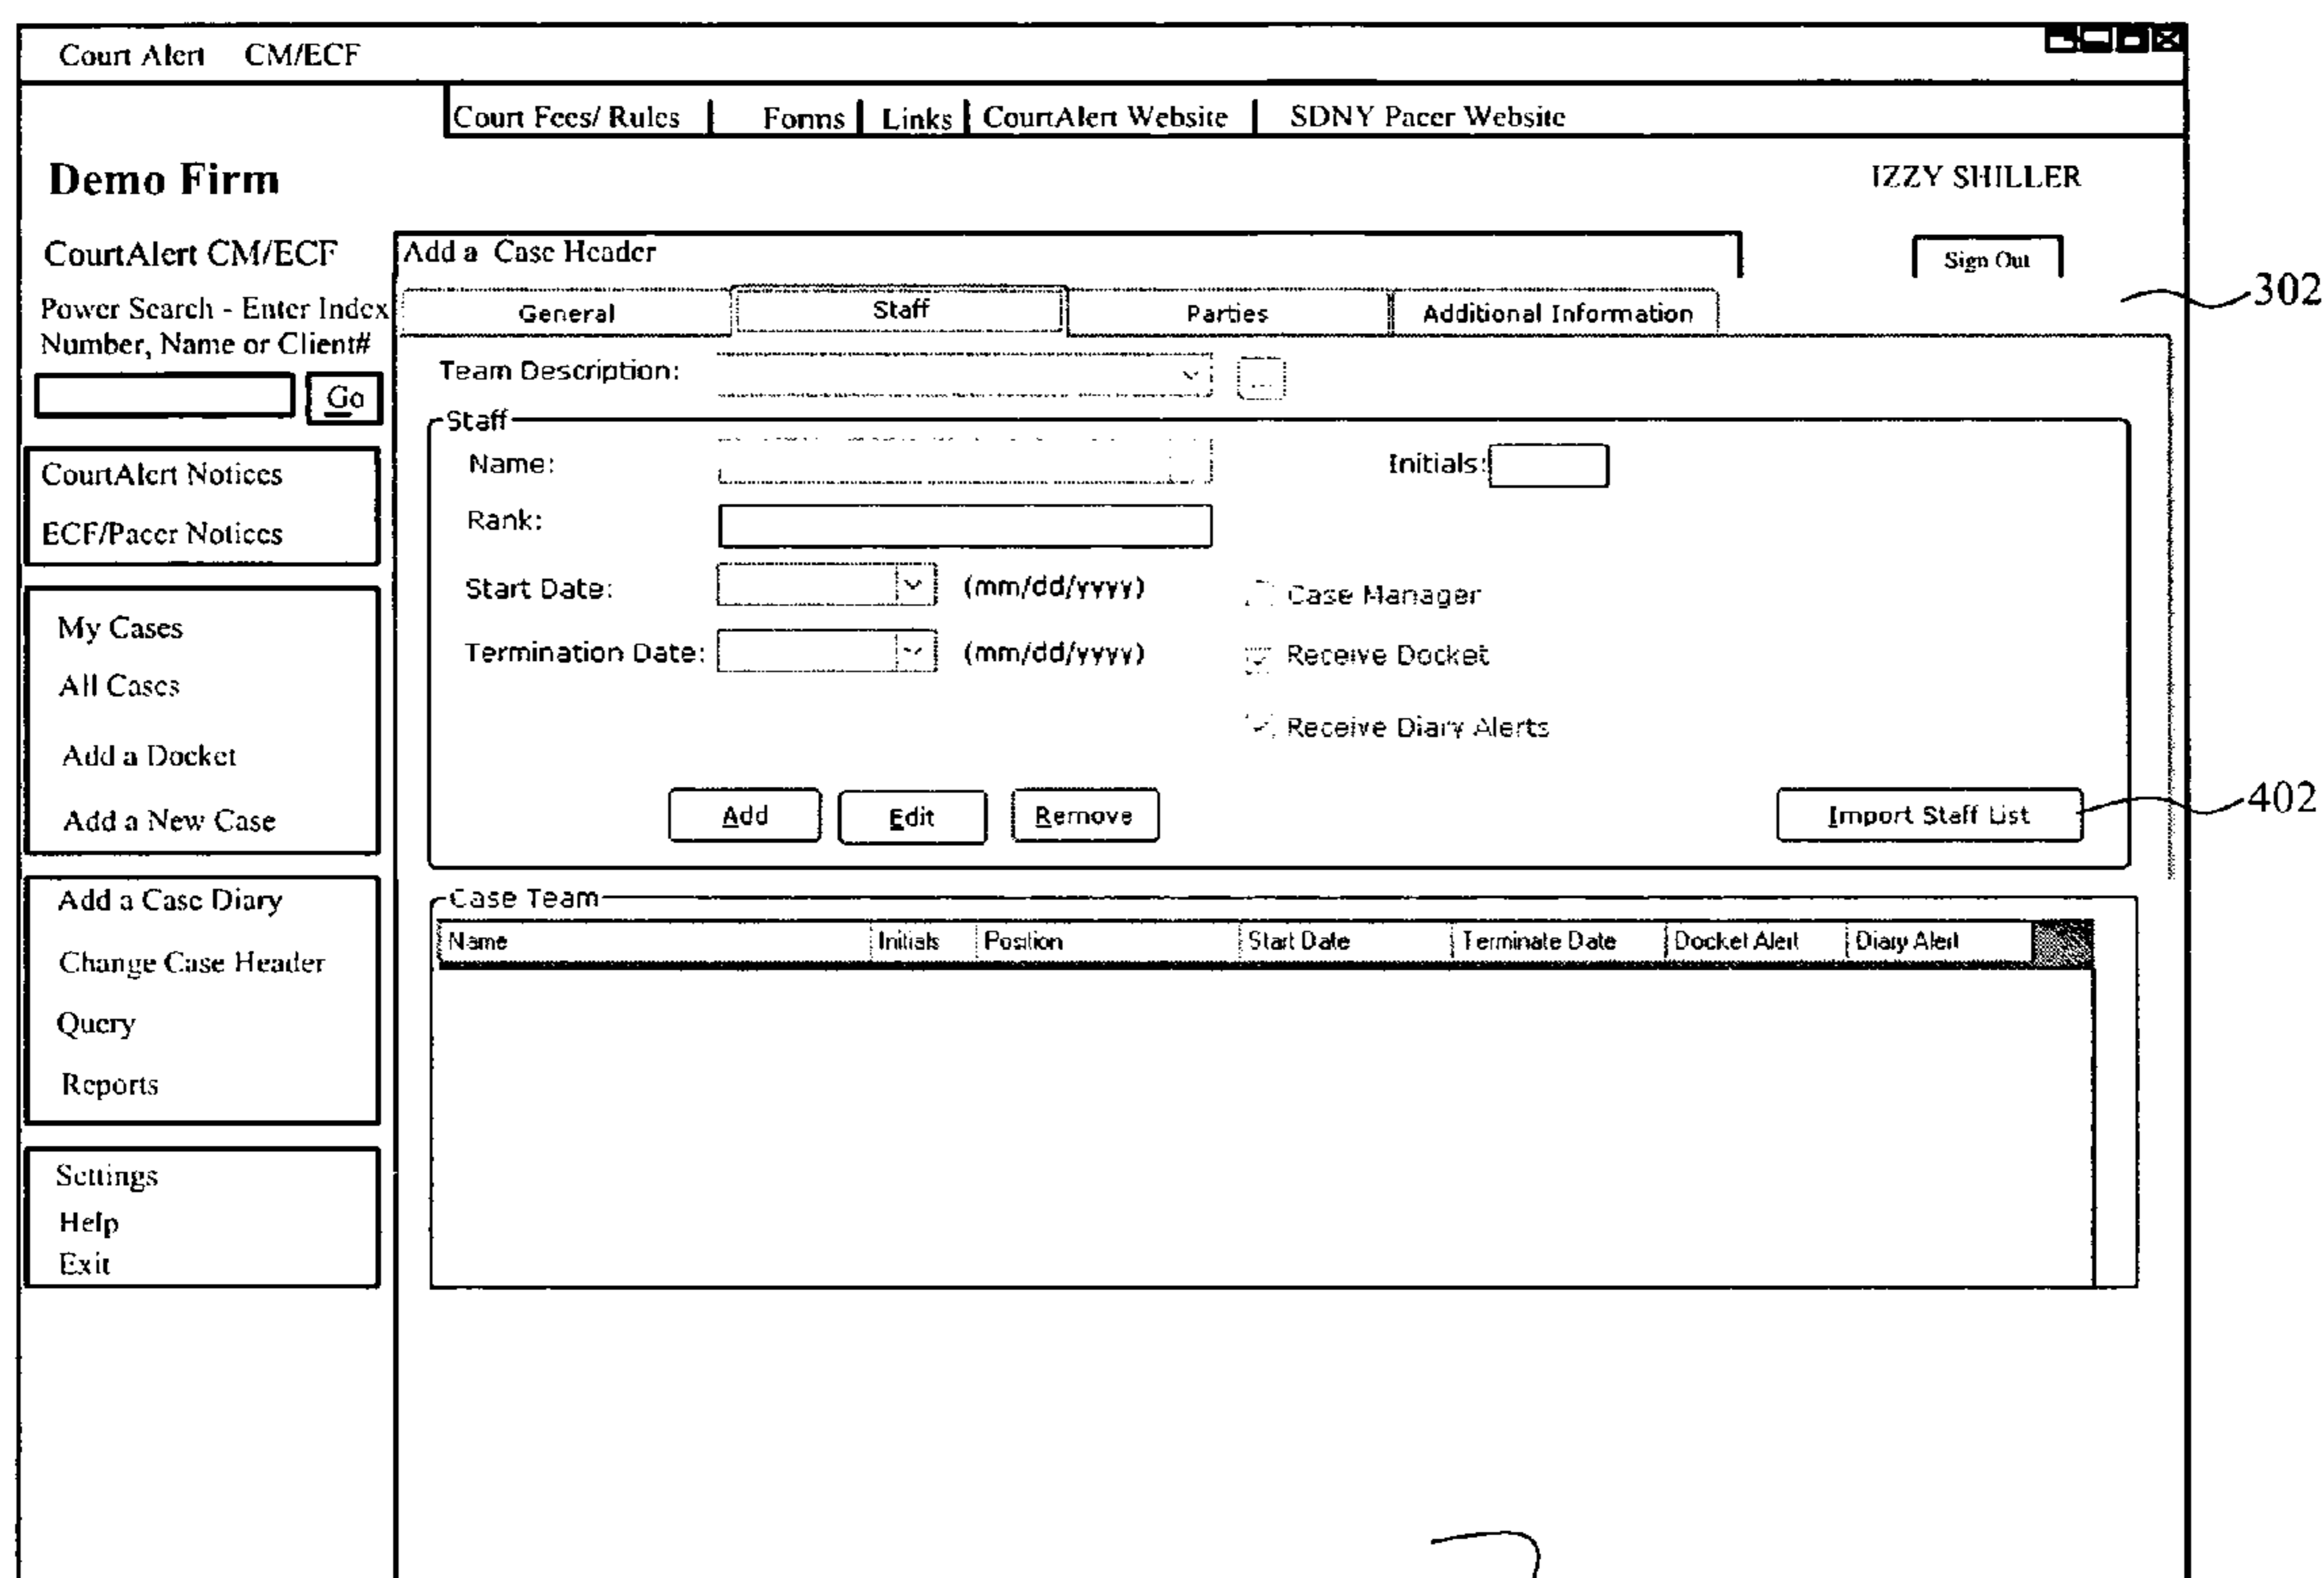 Court Alert CM/ECF
Court Fees/ Rules Forms Links CourtAlert Website SDNY Pacer Website
Demo Firm
IZZY SHILLER
CourtAlert CM/ECF
Add a Case Header
Sign Out
302
Power Search - Enter Index
Number, Name or Client#
Go
General Staff Parties Additional Information
Team Description: ...
Staff
Name: Initials:
Rank:
Start Date: (mm/dd/yyyy) Case Manager
Termination Date: (mm/dd/yyyy) Receive Docket
Receive Diary Alerts
Add Edit Remove Import Staff List
402
CourtAlert Notices
ECF/Pacer Notices
My Cases
All Cases
Add a Docket
Add a New Case
Add a Case Diary
Change Case Header
Query
Reports
Settings
Help
Exit
Case Team
Name Initials Position Start Date Terminate Date Docket Alert Diary Alert